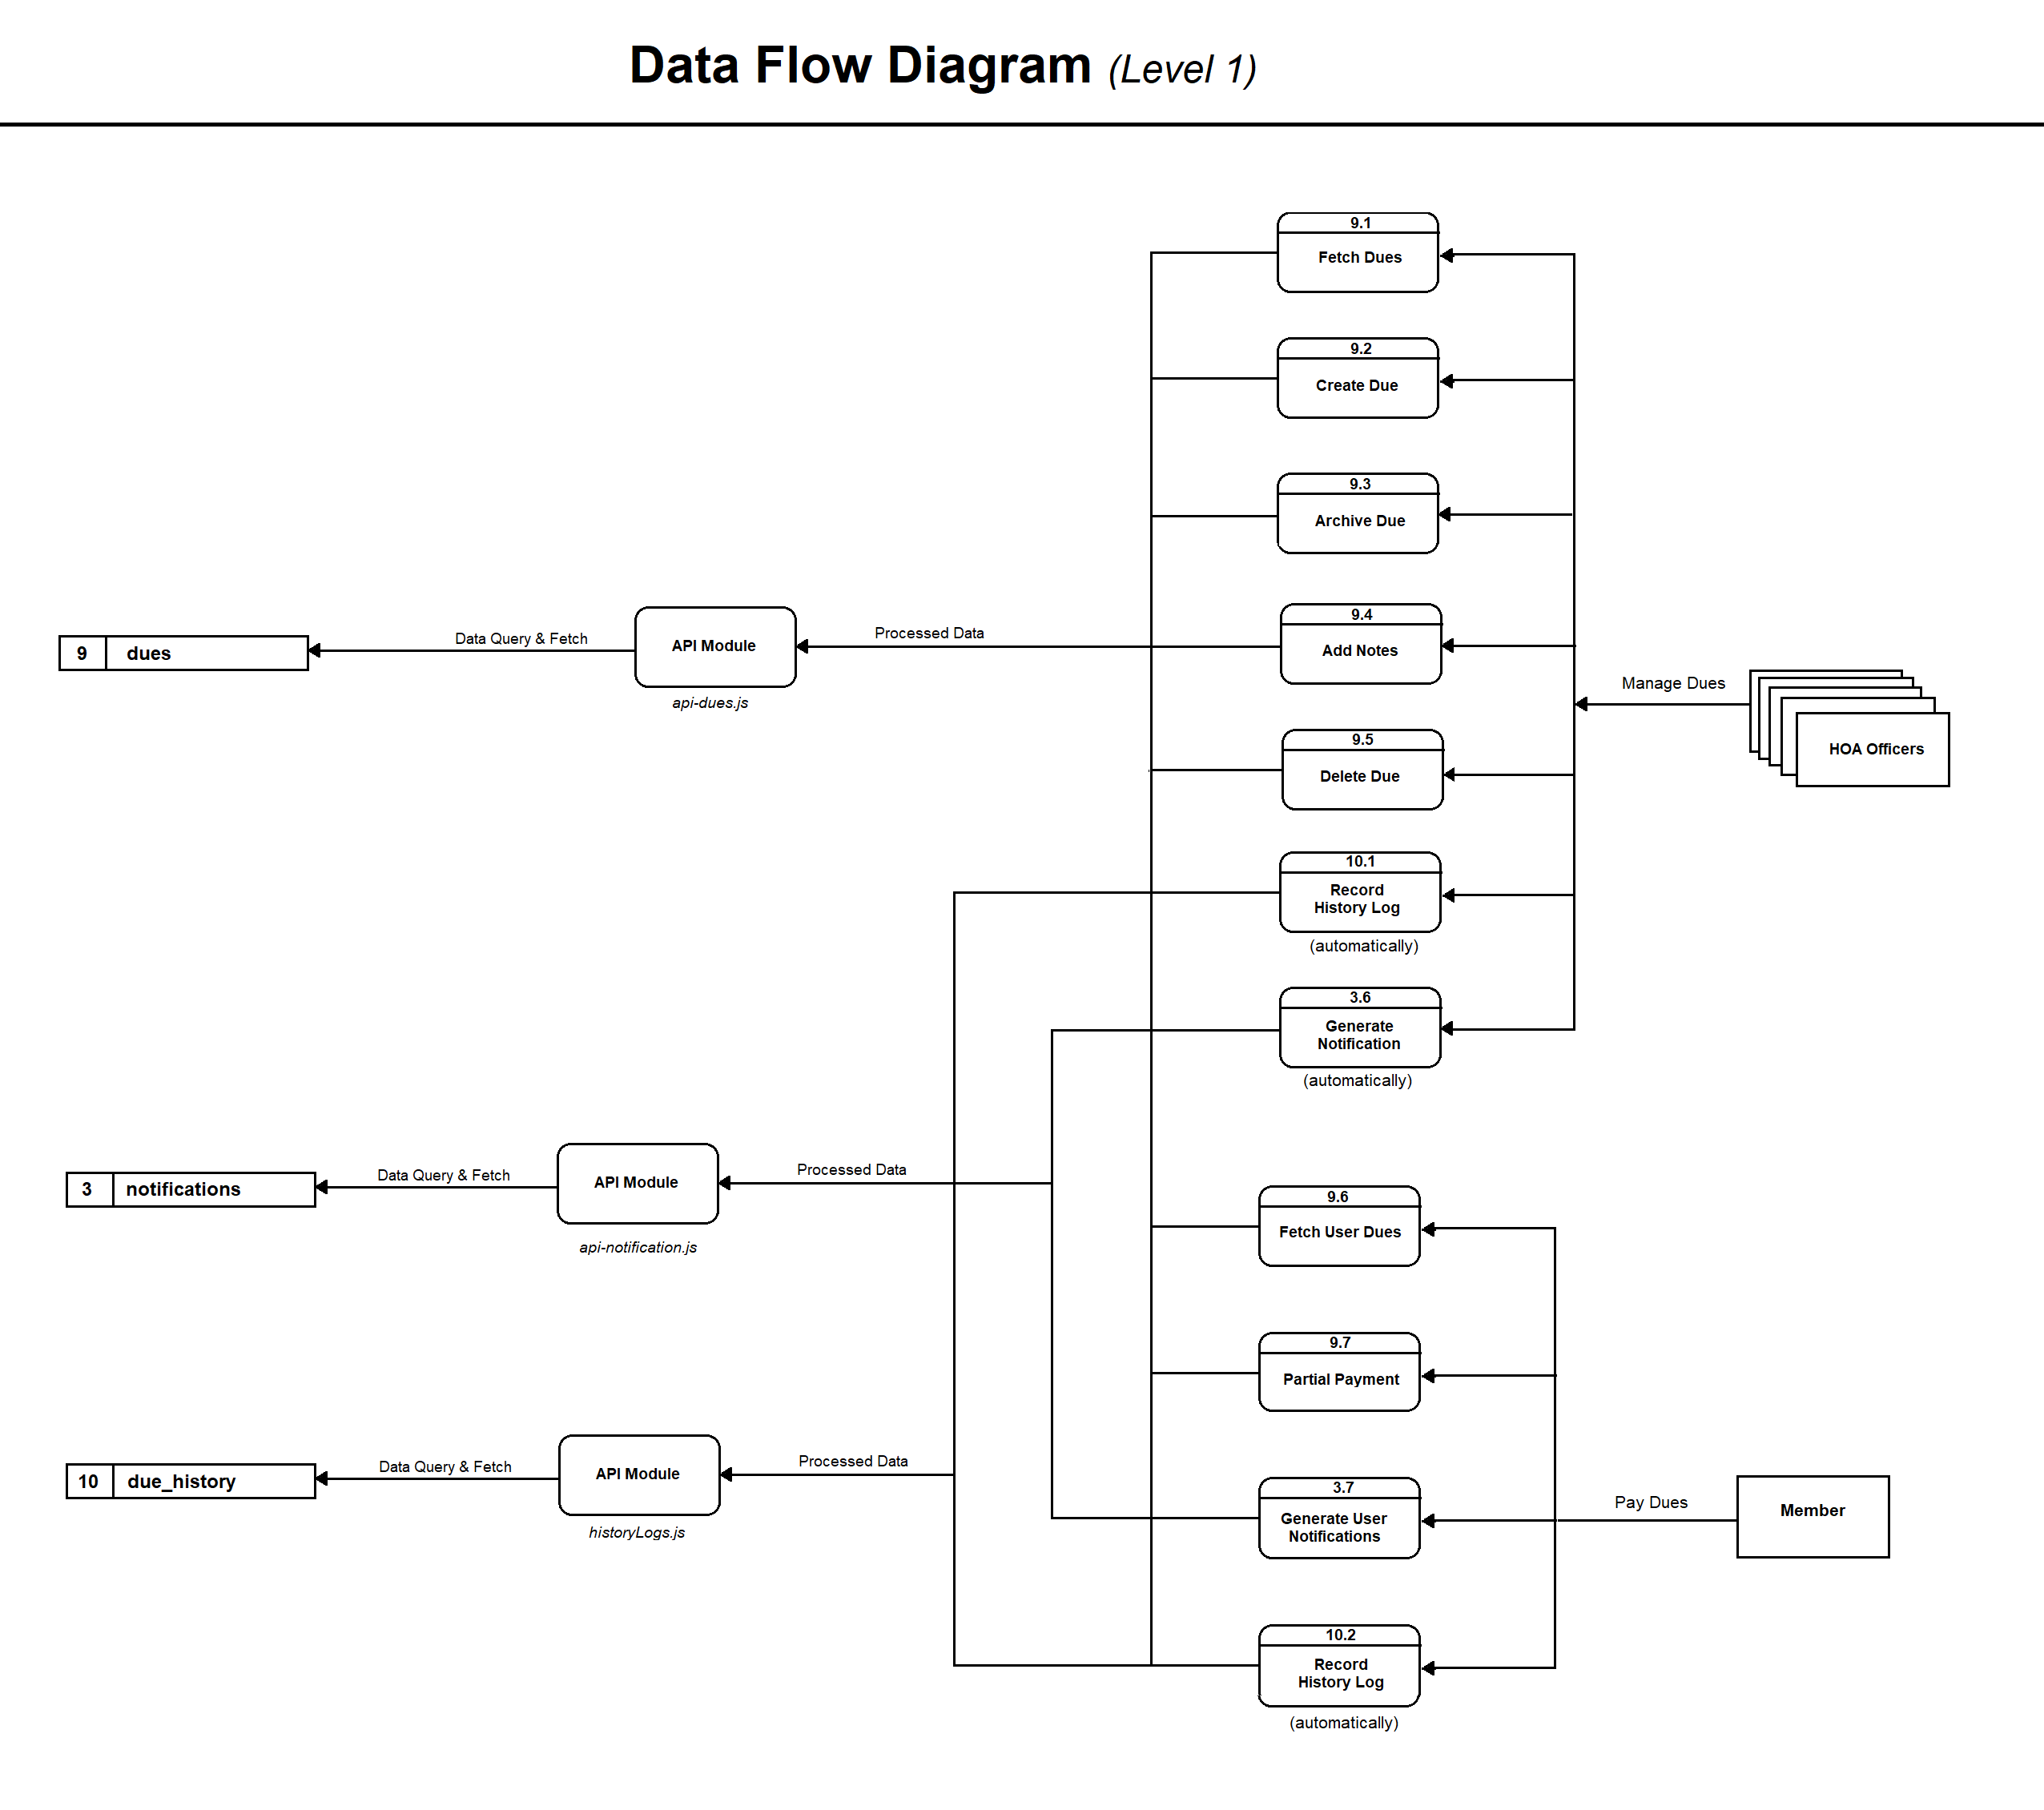 Data Flow Diagram (Level 1)
9.1
Fetch Dues
9.2
Create Due
9.3
Archive Due
9.4
Add Notes
9.5
Delete Due
10.1
Record
History Log
(automatically)
3.6
Generate
Notification
(automatically)
9 dues
Data Query & Fetch
API Module
api-dues.js
Processed Data
Manage Dues
HOA Officers
3 notifications
Data Query & Fetch
API Module
api-notification.js
Processed Data
9.6
Fetch User Dues
9.7
Partial Payment
3.7
Generate User
Notifications
10.2
Record
History Log
(automatically)
10 due_history
Data Query & Fetch
API Module
historyLogs.js
Processed Data
Pay Dues
Member